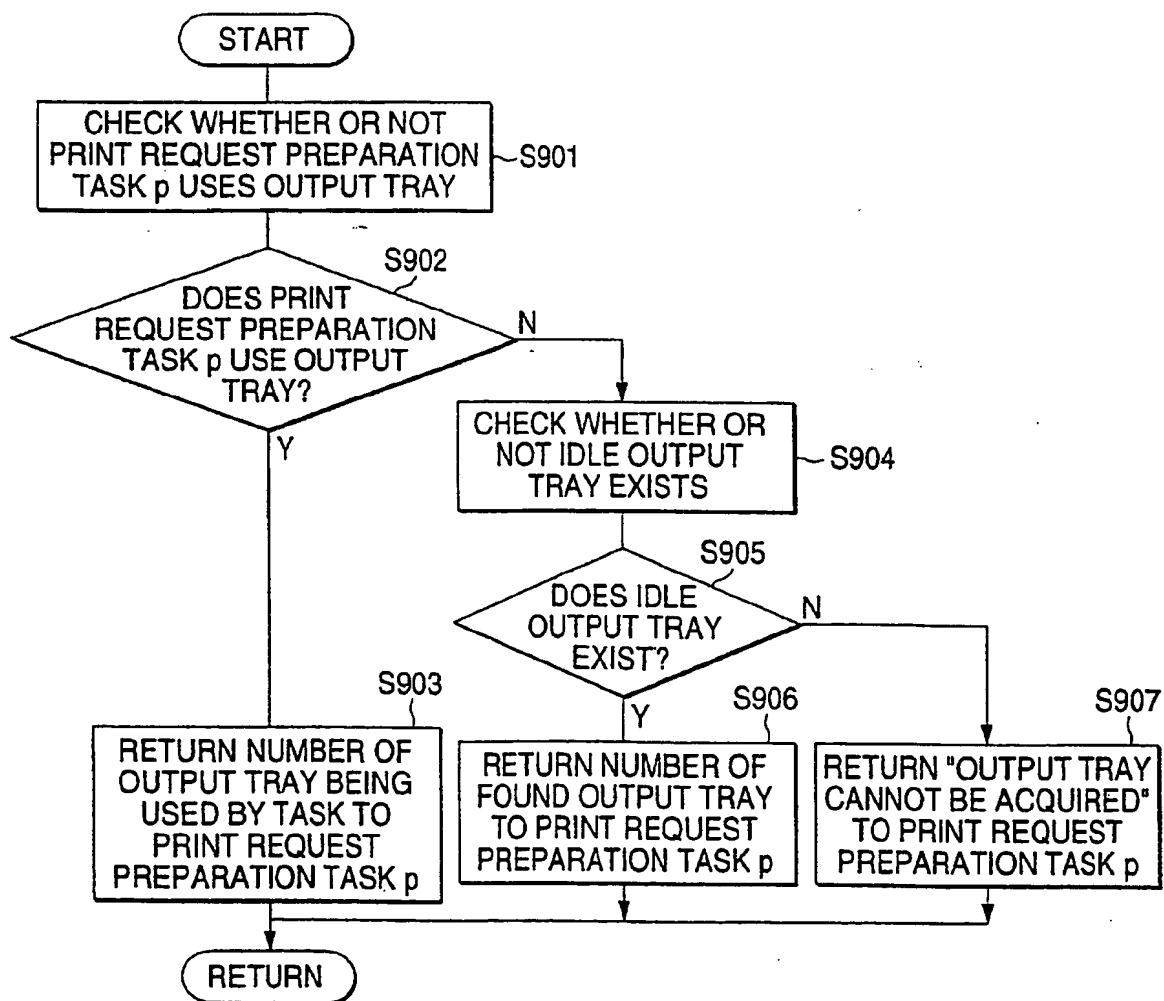 START
CHECK WHETHER OR NOT
PRINT REQUEST PREPARATION
TASK p USES OUTPUT TRAY
S901
S902
DOES PRINT
REQUEST PREPARATION
TASK p USE OUTPUT
TRAY?
N
Y
CHECK WHETHER OR
NOT IDLE OUTPUT
TRAY EXISTS
S904
S905
DOES IDLE
OUTPUT TRAY
EXIST?
N
Y
S903
RETURN NUMBER OF
OUTPUT TRAY BEING
USED BY TASK TO
PRINT REQUEST
PREPARATION TASK p
S906
RETURN NUMBER OF
FOUND OUTPUT TRAY
TO PRINT REQUEST
PREPARATION TASK p
S907
RETURN "OUTPUT TRAY
CANNOT BE ACQUIRED"
TO PRINT REQUEST
PREPARATION TASK p
RETURN